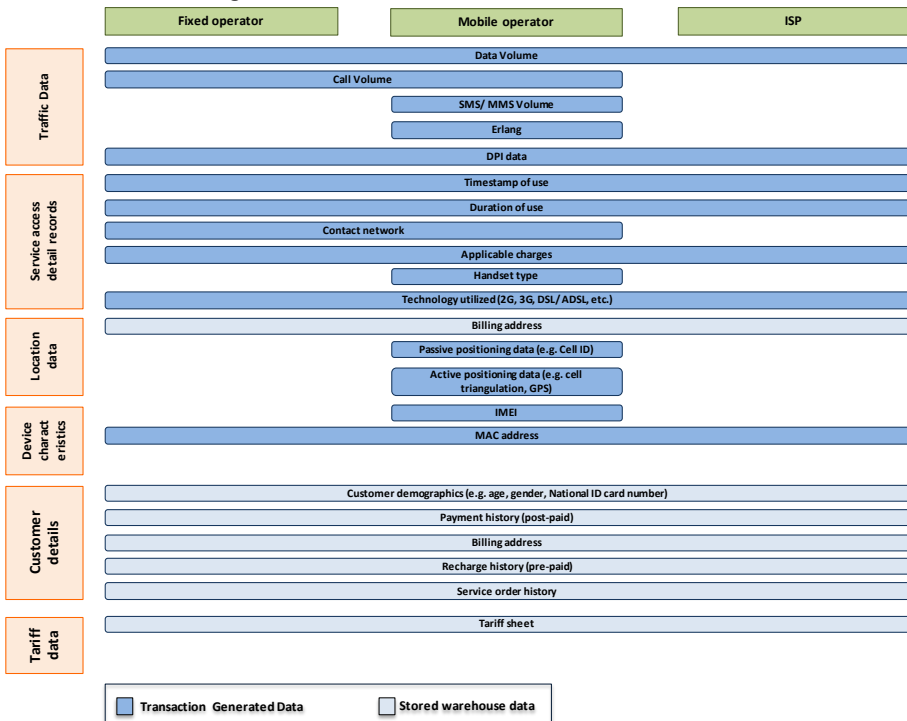 Fixed operator
Mobile operator
ISP
Traffic Data
Data Volume
Call Volume
SMS/ MMS Volume
Erlang
DPI data
Service access
detail records
Timestamp of use
Duration of use
Contact network
Applicable charges
Handset type
Technology utilized (2G, 3G, DSL/ ADSL, etc.)
Location
data
Billing address
Passive positioning data (e.g. Cell ID)
Active positioning data (e.g. cell
triangulation, GPS)
Device
charact
eristics
IMEI
MAC address
Customer
details
Customer demographics (e.g. age, gender, National ID card number)
Payment history (post-paid)
Billing address
Recharge history (pre-paid)
Service order history
Tariff
data
Tariff sheet
Transaction Generated Data
Stored warehouse data